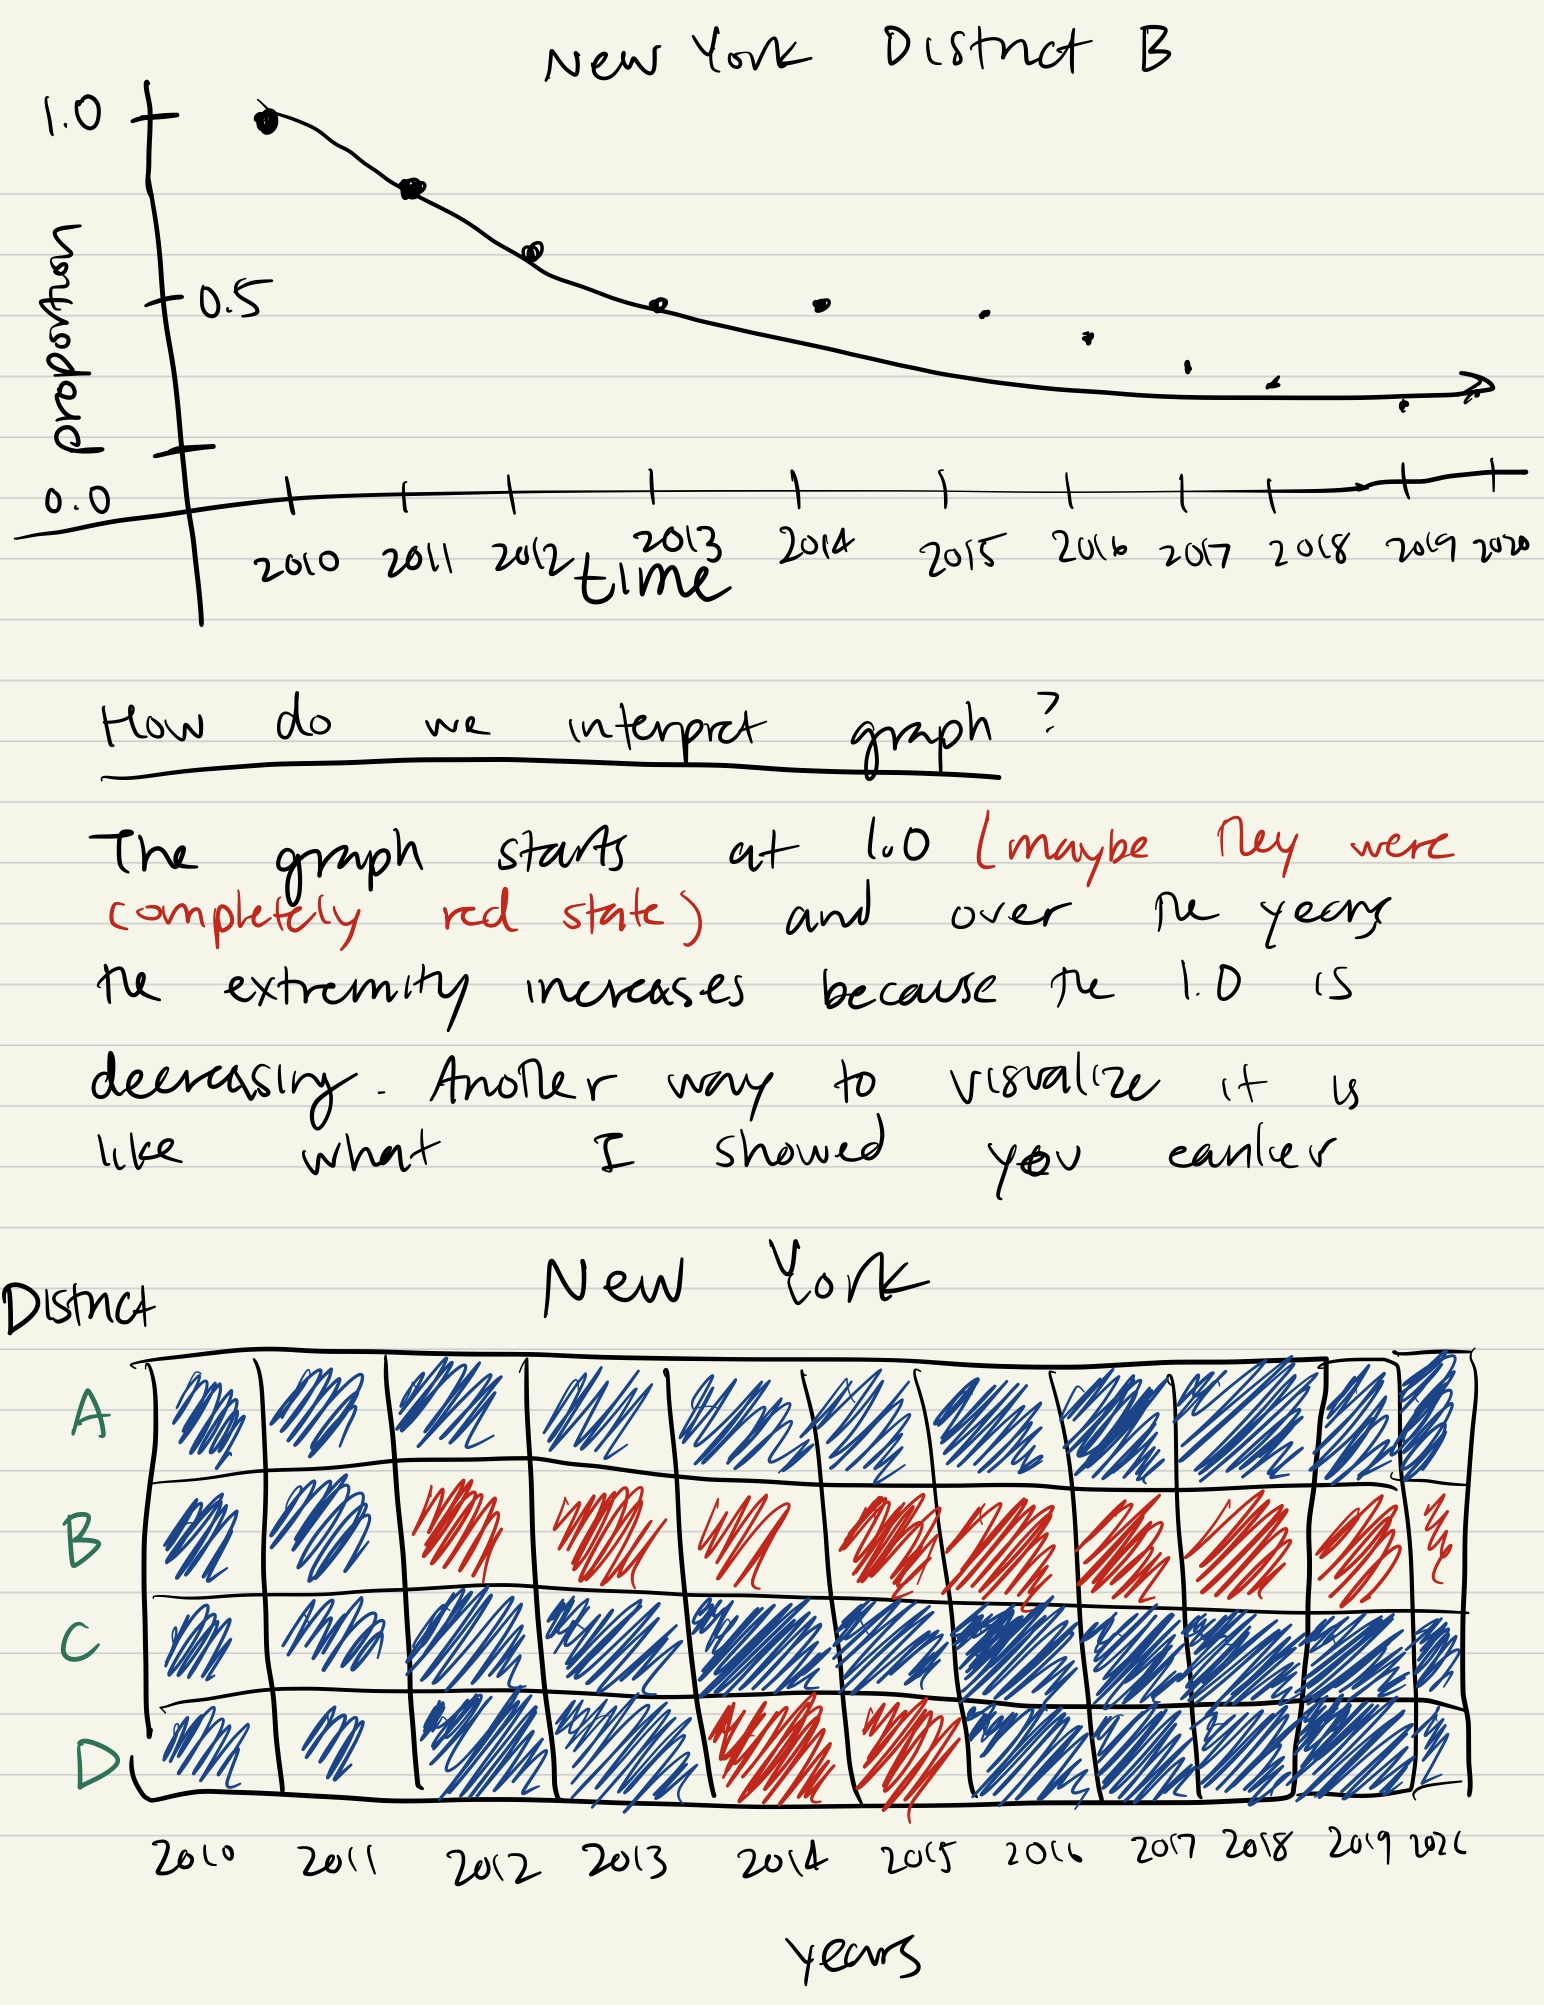 New York District B
1.0
0.5
proportion
0.0
2010 2011 2012 2013 2014 2015 2016 2017 2018 2019 2020
time
How do we interpret graph?
The graph starts at 1.0 (maybe they were
completely red state) and over the years
the extremity increases because the 1.0 is
decreasing. Another way to visualize it is
like what I showed you earlier
New York
District
A
B
C
D
2010 2011 2012 2013 2014 2015 2016 2017 2018 2019
years